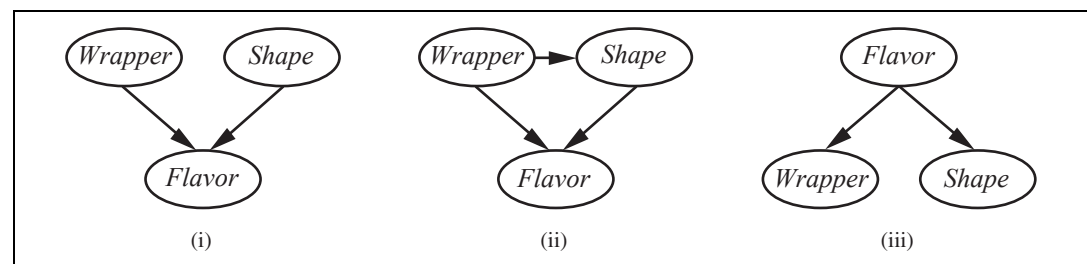 Wrapper Shape Wrapper Shape Flavor
Flavor Flavor Wrapper Shape
(i) (ii) (iii)